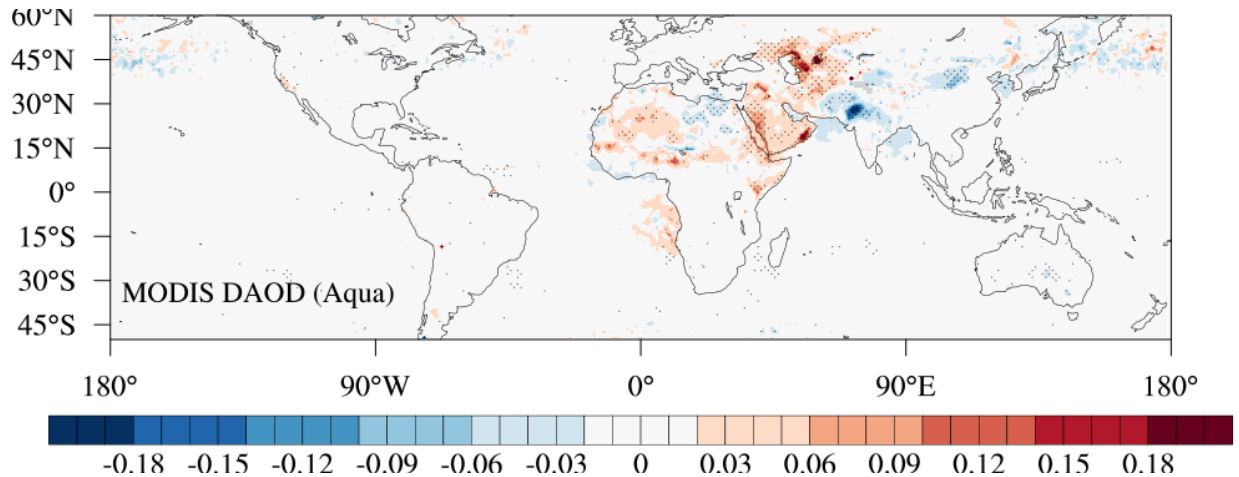 60°N
45°N
30°N
15°N
0°
15°S
30°S
45°S
MODIS DAOD (Aqua)
180° 90°W 0° 90°E 180°
-0.18 -0.15 -0.12 -0.09 -0.06 -0.03 0 0.03 0.06 0.09 0.12 0.15 0.18